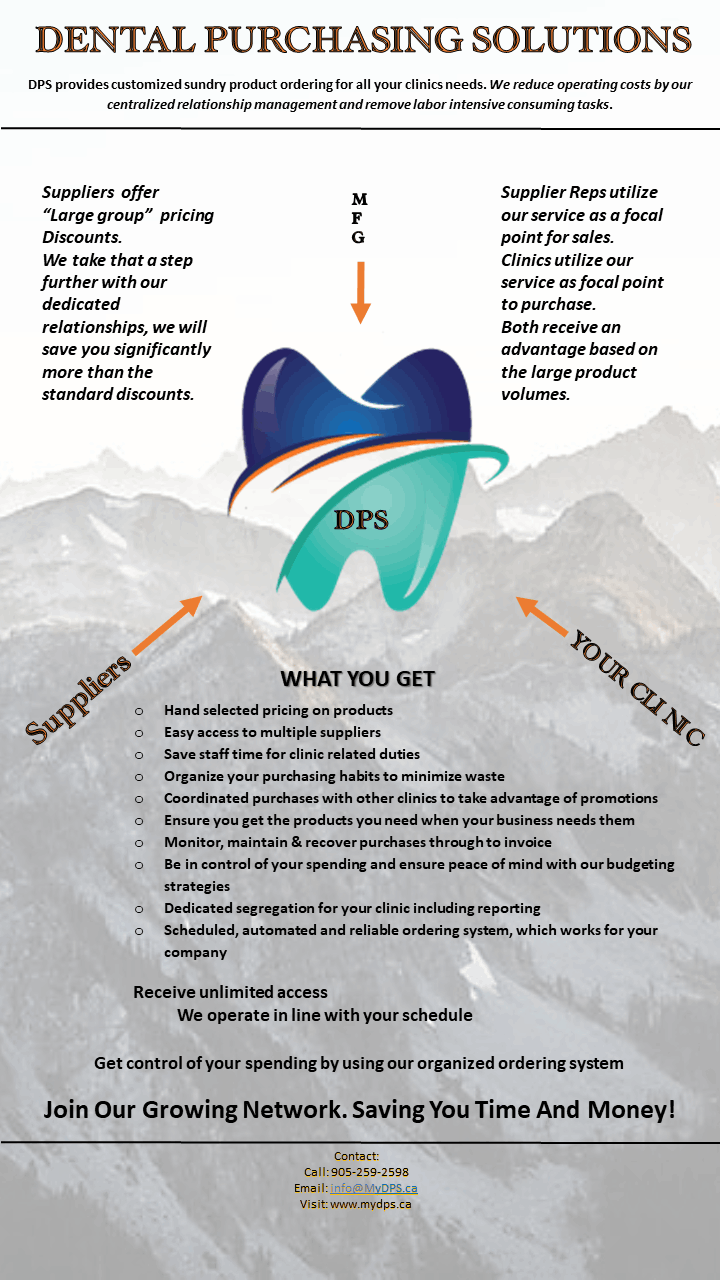 DENTAL PURCHASING SOLUTIONS
DPS provides customized sundry product ordering for all your clinics needs. We reduce operating costs by our
centralized relationship management and remove labor intensive consuming tasks.
Suppliers offer
“Large group” pricing
Discounts.
We take that a step
further with our
dedicated
relationships, we will
save you significantly
more than the
standard discounts.
M
F
G
Supplier Reps utilize
our service as a focal
point for sales.
Clinics utilize our
service as focal point
to purchase.
Both receive an
advantage based on
the large product
volumes.
DPS
Suppliers
YOUR CLINIC
WHAT YOU GET
o Hand selected pricing on products
o Easy access to multiple suppliers
o Save staff time for clinic related duties
o Organize your purchasing habits to minimize waste
o Coordinated purchases with other clinics to take advantage of promotions
o Ensure you get the products you need when your business needs them
o Monitor, maintain & recover purchases through to invoice
o Be in control of your spending and ensure peace of mind with our budgeting
strategies
o Dedicated segregation for your clinic including reporting
o Scheduled, automated and reliable ordering system, which works for your
company
Receive unlimited access
We operate in line with your schedule
Get control of your spending by using our organized ordering system
Join Our Growing Network. Saving You Time And Money!
Contact:
Call: 905-259-2598
Email: info@MyDPS.ca
Visit: www.mydps.ca